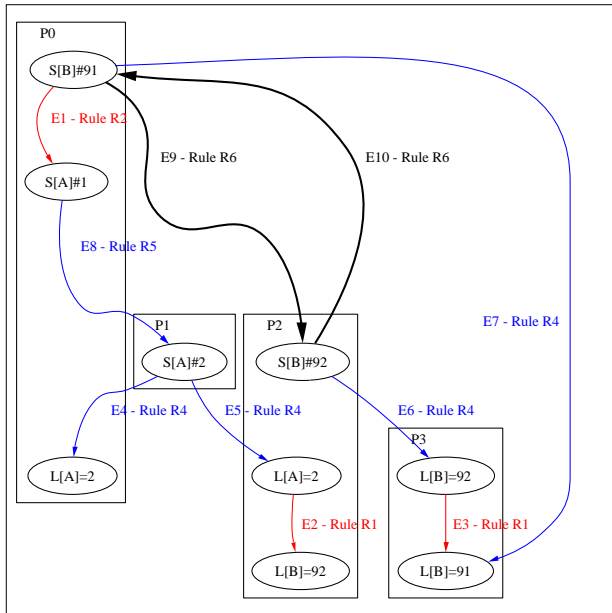 P0
S[B]#91
E1 - Rule R2
E9 - Rule R6
E10 - Rule R6
S[A]#1
E8 - Rule R5
P1
P2
E7 - Rule R4
S[A]#2
S[B]#92
E4 - Rule R4
E5 - Rule R4
E6 - Rule R4
P3
L[A]=2
L[A]=2
L[B]=92
E2 - Rule R1
E3 - Rule R1
L[B]=92
L[B]=91